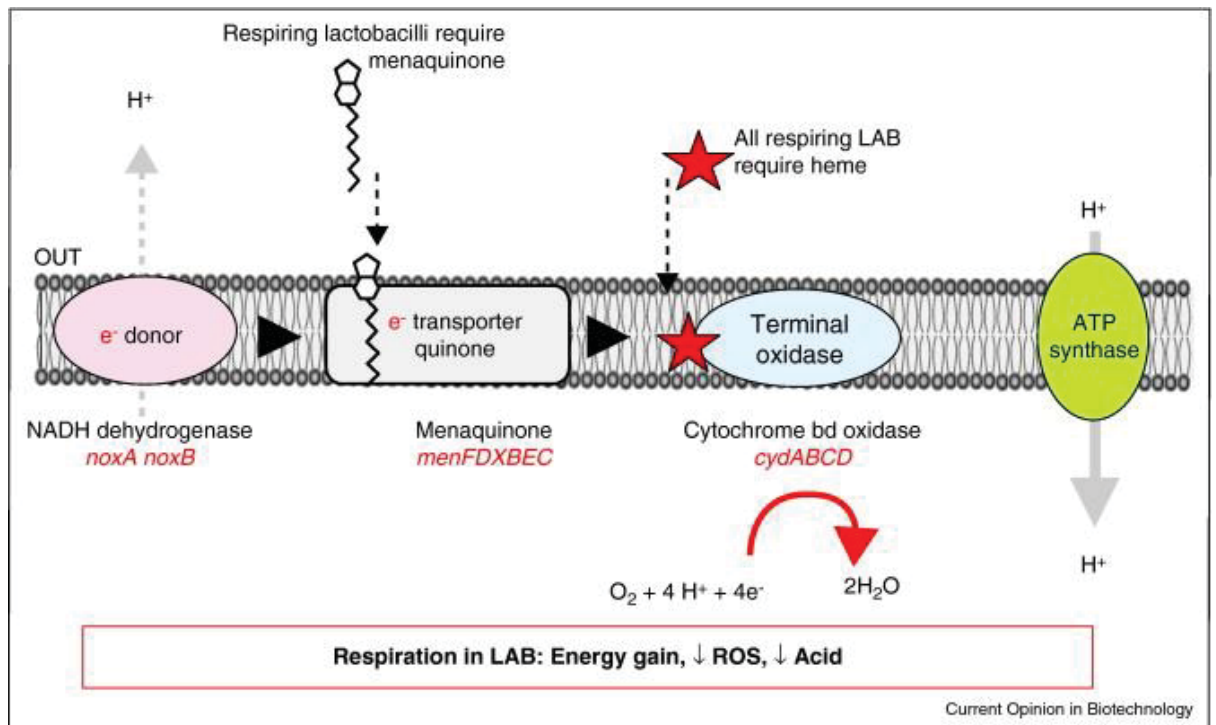 Respiring lactobacilli require
menaquinone
H⁺
All respiring LAB
require heme
H⁺
OUT
e⁻ donor
e⁻ transporter
quinone
Terminal
oxidase
ATP
synthase
NADH dehydrogenase
noxA noxB
Menaquinone
menFDXBEC
Cytochrome bd oxidase
cydABCD
H⁺
O₂ + 4 H⁺ + 4e⁻
2H₂O
Respiration in LAB: Energy gain, ↓ ROS, ↓ Acid
Current Opinion in Biotechnology